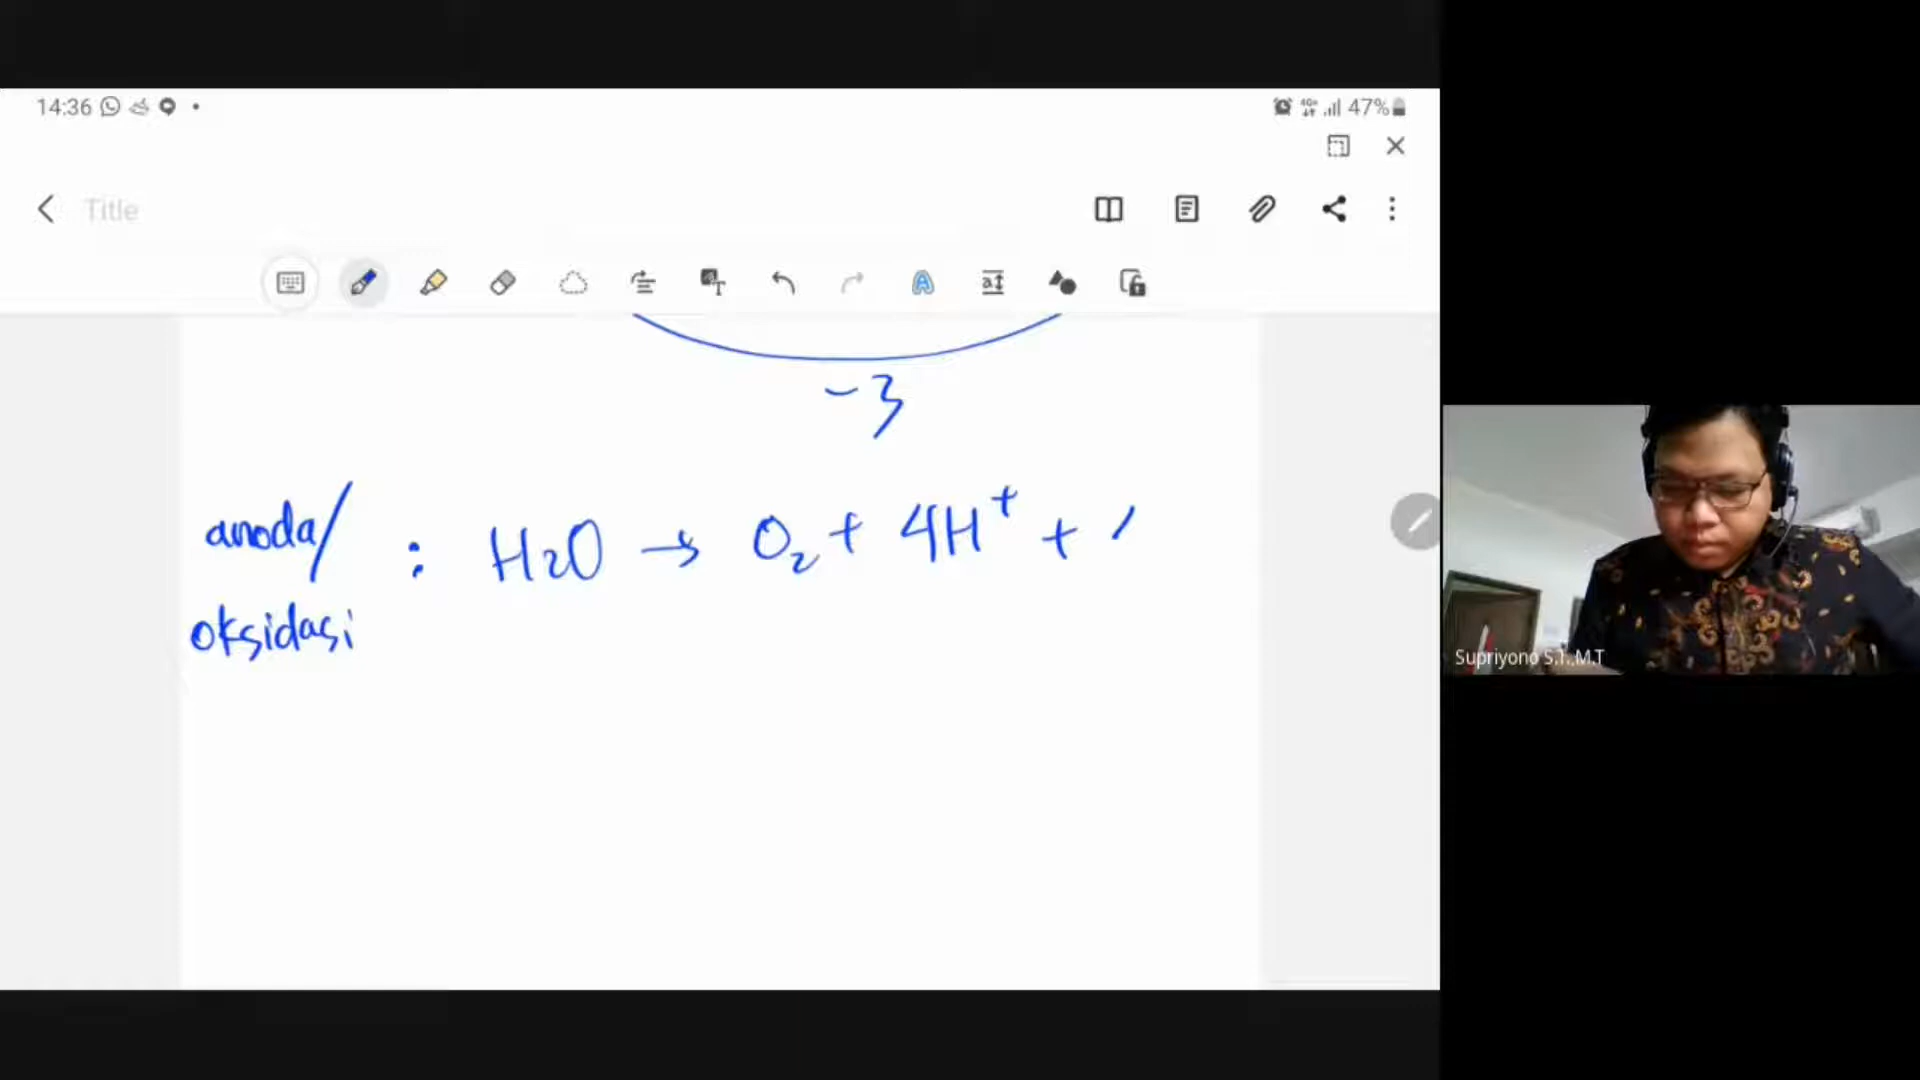 14:36
47%
Title
-3
anoda/ : H2O → O2 + 4H+ +
oksidasi
Supriyono S.T.,M.T